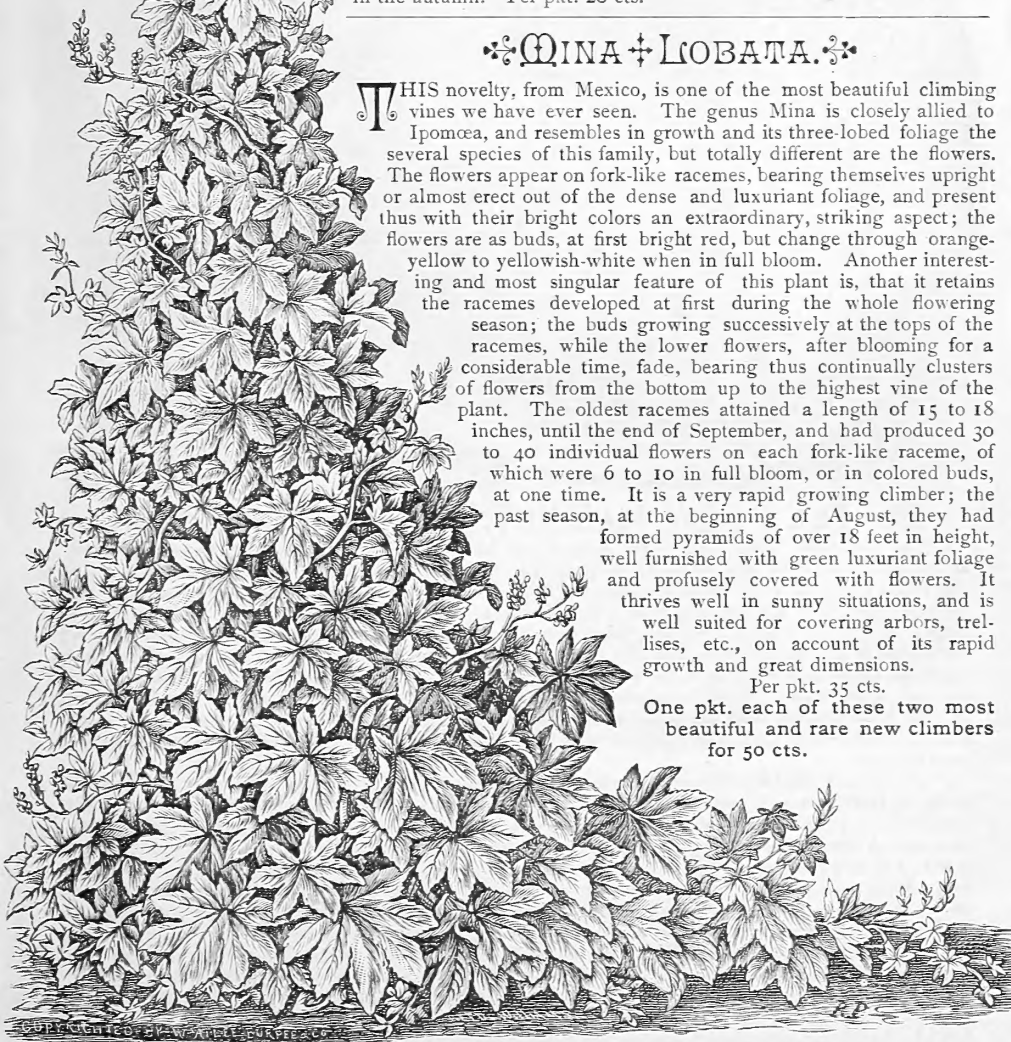 in the autumn. Per pkt. 20 cts.
MINA LOBATA.
THIS novelty, from Mexico, is one of the most beautiful climbing
vines we have ever seen. The genus Mina is closely allied to
Ipomœa, and resembles in growth and its three-lobed foliage the
several species of this family, but totally different are the flowers.
The flowers appear on fork-like racemes, bearing themselves upright
or almost erect out of the dense and luxuriant foliage, and present
thus with their bright colors an extraordinary, striking aspect; the
flowers are as buds, at first bright red, but change through orange-
yellow to yellowish-white when in full bloom. Another interest-
ing and most singular feature of this plant is, that it retains
the racemes developed at first during the whole flowering
season; the buds growing successively at the tops of the
racemes, while the lower flowers, after blooming for a
considerable time, fade, bearing thus continually clusters
of flowers from the bottom up to the highest vine of the
plant. The oldest racemes attained a length of 15 to 18
inches, until the end of September, and had produced 30
to 40 individual flowers on each fork-like raceme, of
which were 6 to 10 in full bloom, or in colored buds,
at one time. It is a very rapid growing climber; the
past season, at the beginning of August, they had
formed pyramids of over 18 feet in height,
well furnished with green luxuriant foliage
and profusely covered with flowers. It
thrives well in sunny situations, and is
well suited for covering arbors, trel-
lises, etc., on account of its rapid
growth and great dimensions.
Per pkt. 35 cts.
One pkt. each of these two most
beautiful and rare new climbers
for 50 cts.
R.P.
COPYRIGHTED BY W. ATLEE BURPEE & CO